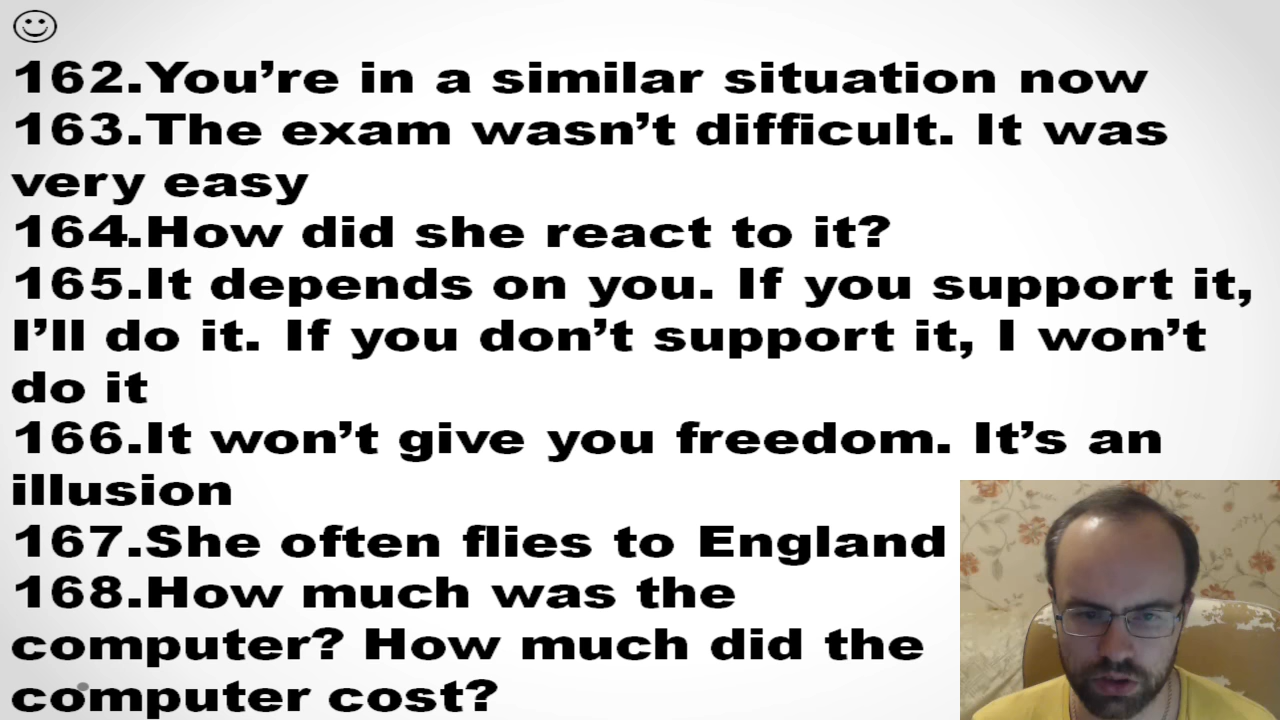 162.You’re in a similar situation now
163.The exam wasn’t difficult. It was
very easy
164.How did she react to it?
165.It depends on you. If you support it,
I’ll do it. If you don’t support it, I won’t
do it
166.It won’t give you freedom. It’s an
illusion
167.She often flies to England
168.How much was the
computer? How much did the
computer cost?